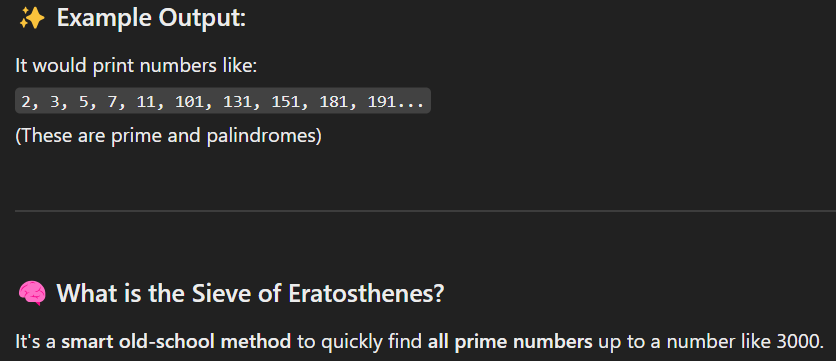 ✨ Example Output:
It would print numbers like:
2, 3, 5, 7, 11, 101, 131, 151, 181, 191...
(These are prime and palindromes)
🧠 What is the Sieve of Eratosthenes?
It's a smart old-school method to quickly find all prime numbers up to a number like 3000.